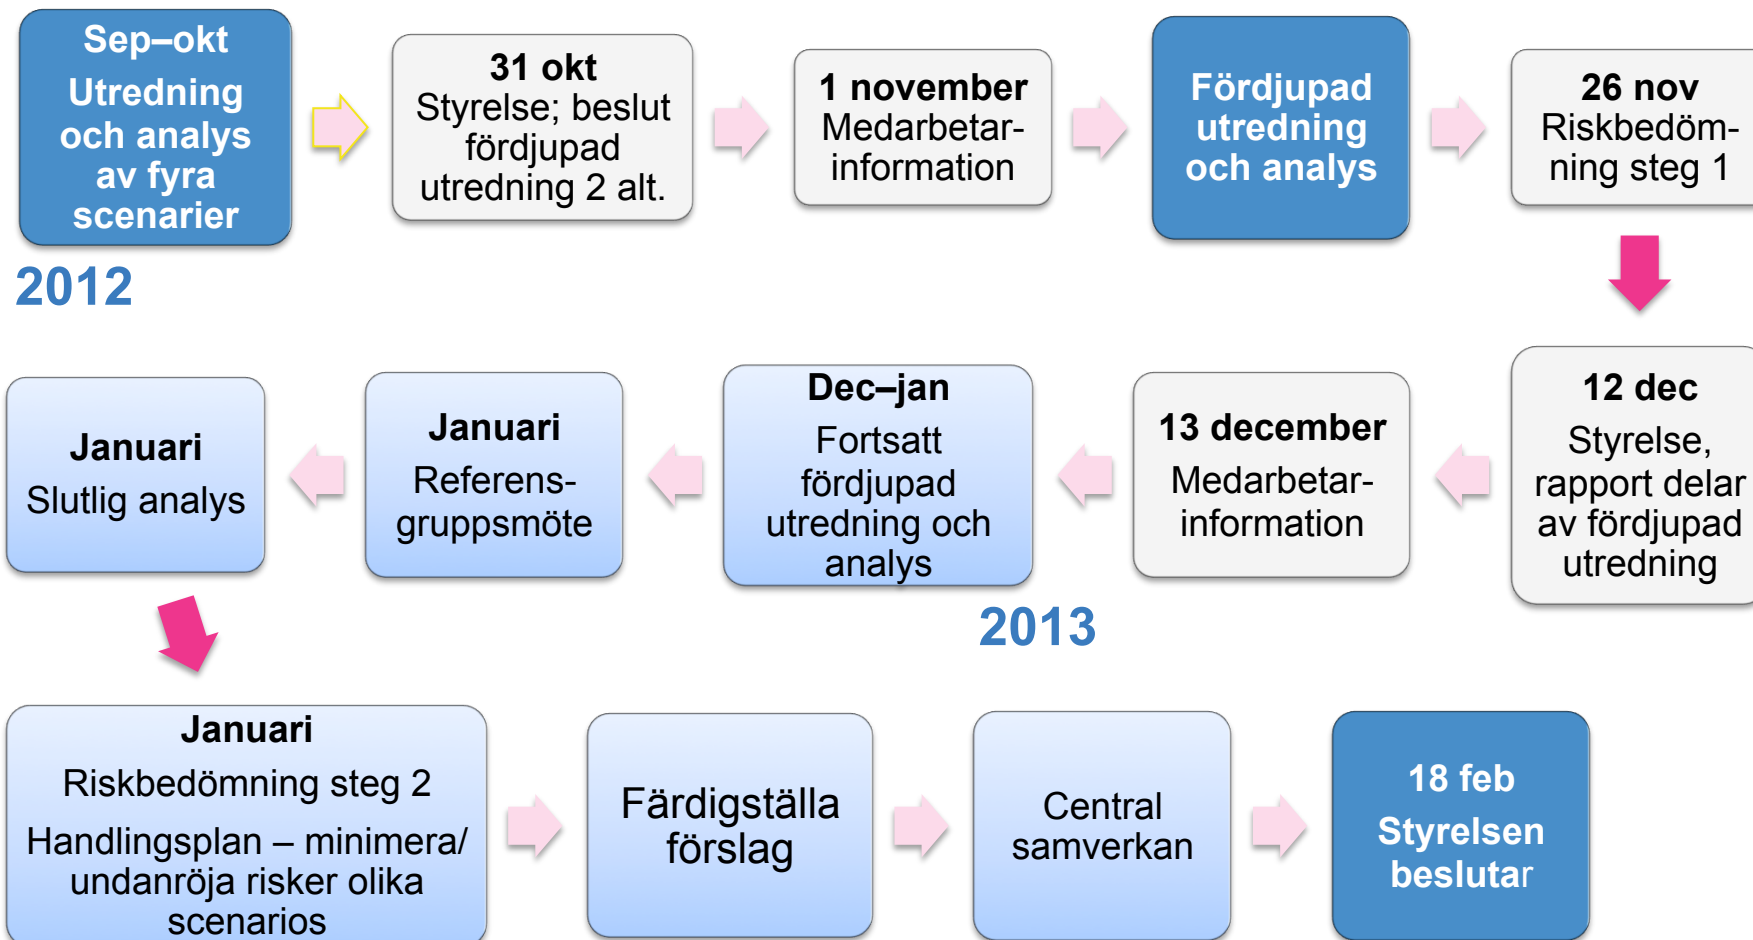 Sep–okt
Utredning
och analys
av fyra
scenarier
31 okt
Styrelse; beslut
fördjupad
utredning 2 alt.
1 november
Medarbetar-
information
Fördjupad
utredning
och analys
26 nov
Riskbedöm-
ning steg 1
2012
12 dec
Styrelse,
rapport delar
av fördjupad
utredning
13 december
Medarbetar-
information
Dec–jan
Fortsatt
fördjupad
utredning och
analys
Januari
Referens-
gruppsmöte
Januari
Slutlig analys
2013
Januari
Riskbedömning steg 2
Handlingsplan – minimera/
undanröja risker olika
scenarios
Färdigställa
förslag
Central
samverkan
18 feb
Styrelsen
beslutar